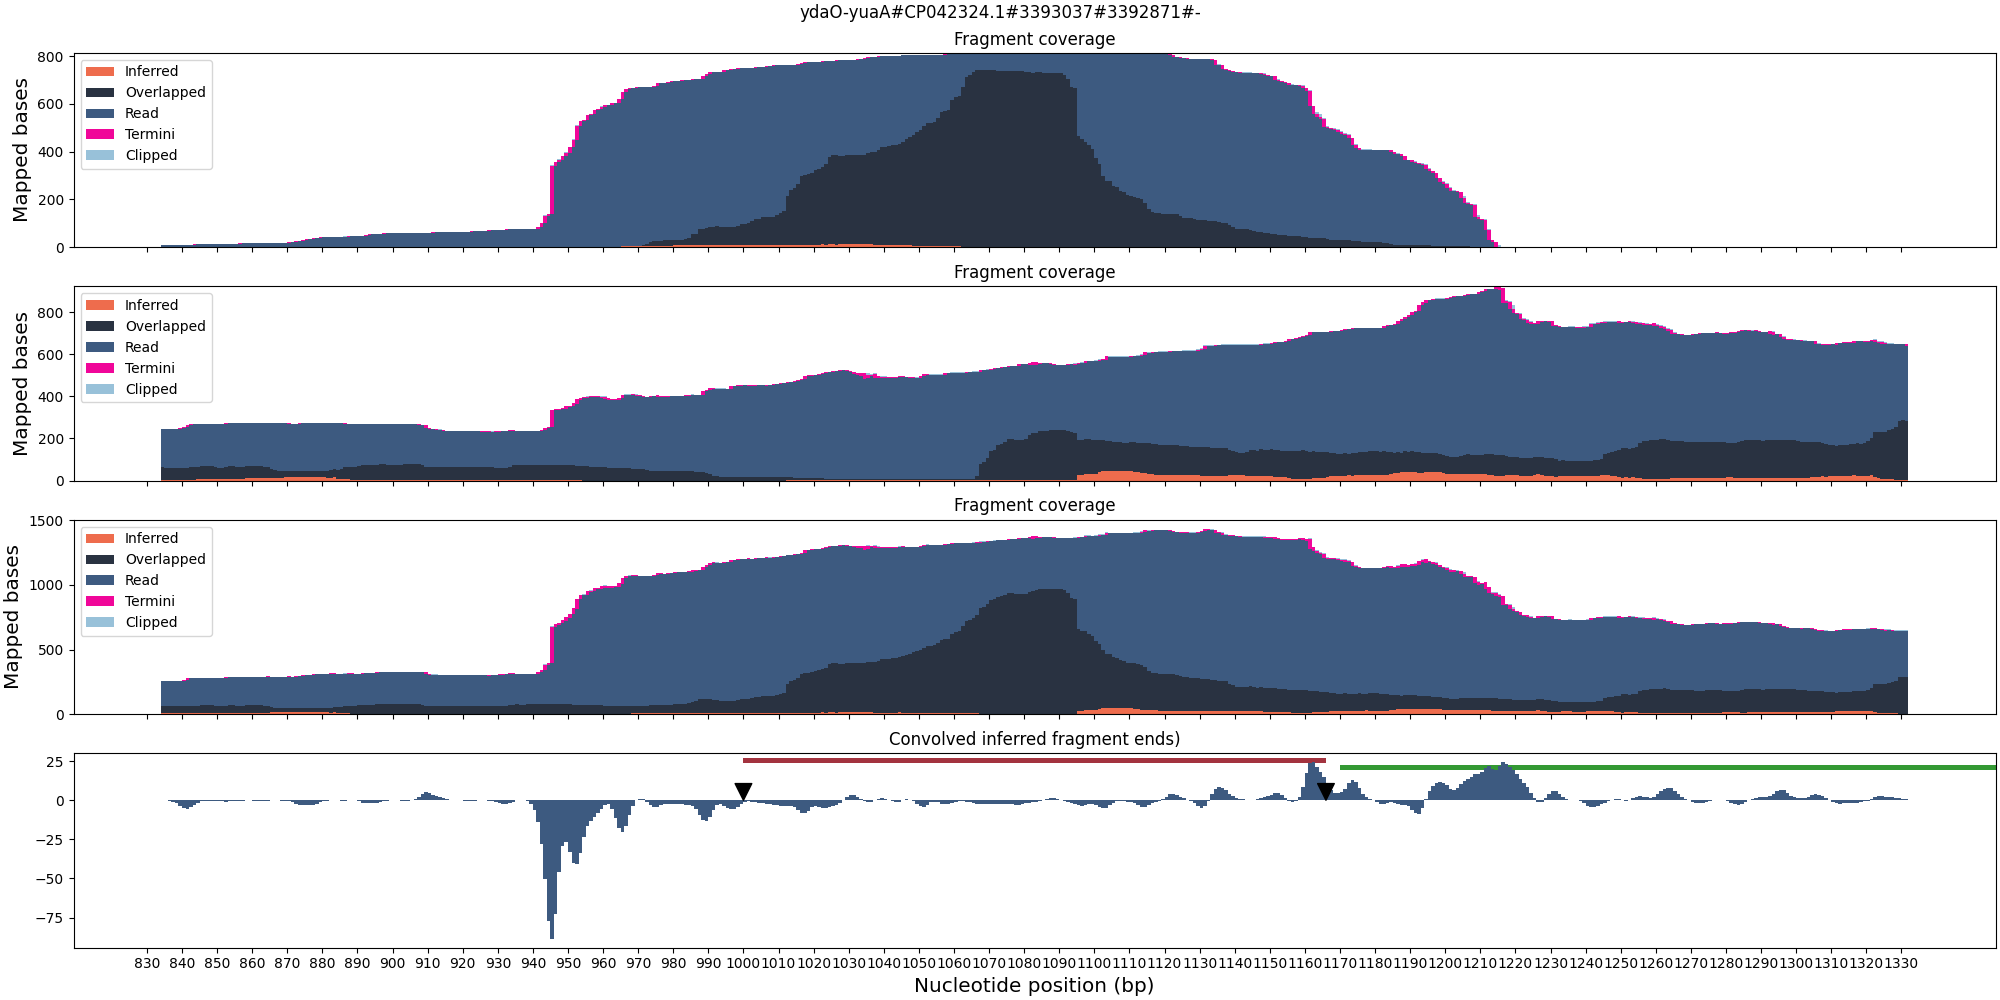 ydaO-yuaA#CP042324.1#3393037#3392871#-
Fragment coverage
Mapped bases
800
600
400
200
0
Inferred
Overlapped
Read
Termini
Clipped
Fragment coverage
Mapped bases
800
600
400
200
0
Inferred
Overlapped
Read
Termini
Clipped
Fragment coverage
Mapped bases
1500
1000
500
0
Inferred
Overlapped
Read
Termini
Clipped
Convolved inferred fragment ends)
25
0
−25
−50
−75
830 840 850 860 870 880 890 900 910 920 930 940 950 960 970 980 990 1000 1010 1020 1030 1040 1050 1060 1070 1080 1090 1100 1110 1120 1130 1140 1150 1160 1170 1180 1190 1200 1210 1220 1230 1240 1250 1260 1270 1280 1290 1300 1310 1320 1330
Nucleotide position (bp)